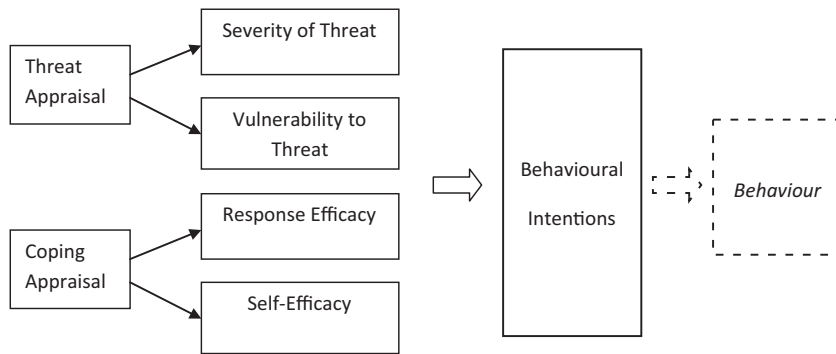 Severity of Threat
Threat
Appraisal
Vulnerability to
Threat
Response Efficacy
Coping
Appraisal
Self-Efficacy
Behavioural
Intentions
Behaviour